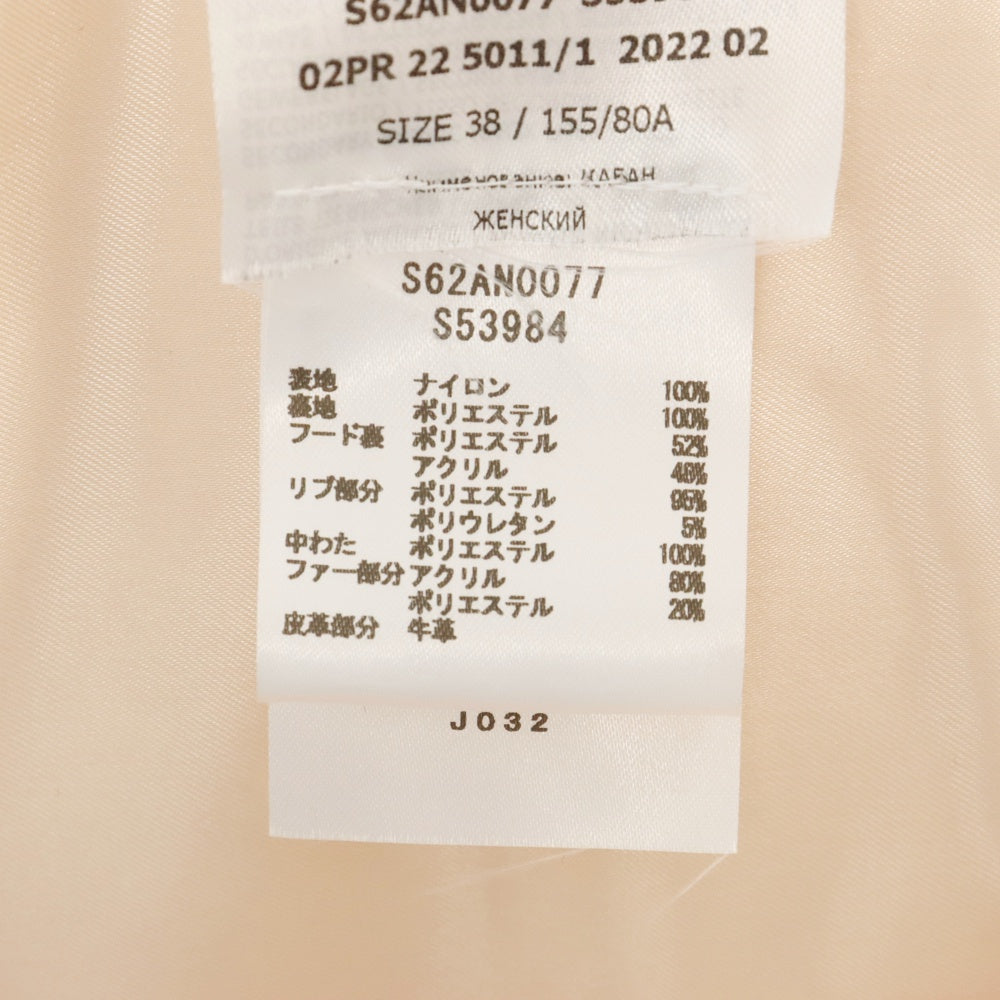 S62AN0077
02PR 22 5011/1 2022 02
SIZE 38 / 155/80A
Наименование: КАБАН
ЖЕНСКИЙ
S62AN0077
S53984
表地 ナイロン 100%
裏地 ポリエステル 100%
フード裏 ポリエステル 52%
アクリル 48%
リブ部分 ポリエステル 95%
ポリウレタン 5%
中わた ポリエステル 100%
ファー部分 アクリル 80%
ポリエステル 20%
皮革部分 牛革
J032